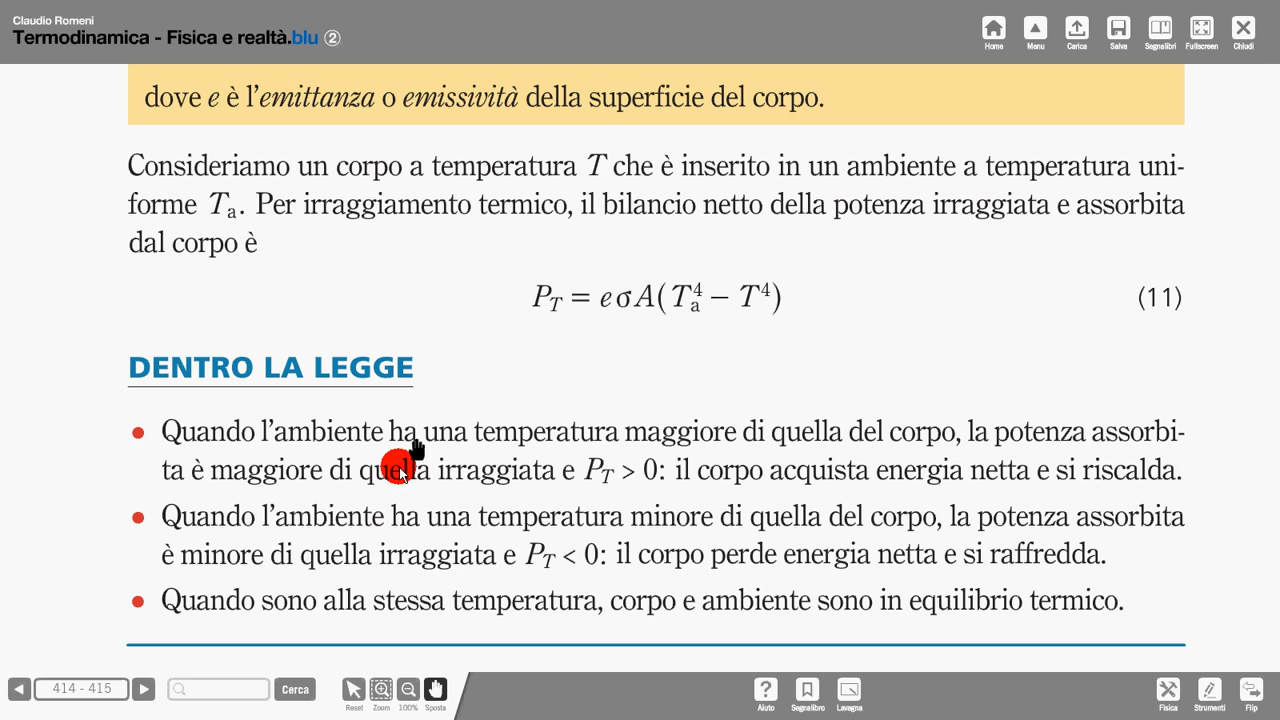 Claudio Romeni
Termodinamica - Fisica e realtà.blu 2
Home Menu Carica Salva Segnalibri Fullscreen Chiudi
dove e è l'emittanza o emissività della superficie del corpo.
Consideriamo un corpo a temperatura T che è inserito in un ambiente a temperatura uni-
forme Tₐ. Per irraggiamento termico, il bilancio netto della potenza irraggiata e assorbita
dal corpo è
P_T = e σ A(Tₐ⁴ − T⁴) (11)
DENTRO LA LEGGE
• Quando l'ambiente ha una temperatura maggiore di quella del corpo, la potenza assorbi-
ta è maggiore di quella irraggiata e P_T > 0: il corpo acquista energia netta e si riscalda.
• Quando l'ambiente ha una temperatura minore di quella del corpo, la potenza assorbita
è minore di quella irraggiata e P_T < 0: il corpo perde energia netta e si raffredda.
• Quando sono alla stessa temperatura, corpo e ambiente sono in equilibrio termico.
414 - 415 Cerca
Reset Zoom 100% Sposta
? Aiuto Segnalibro Lavagna
Fisica Strumenti Flip